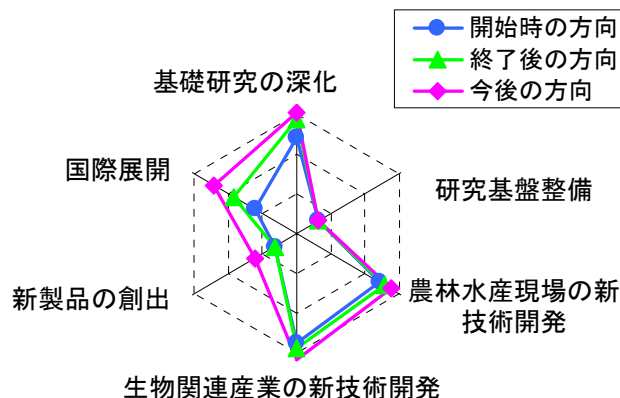 開始時の方向
終了後の方向
今後の方向
基礎研究の深化
国際展開
研究基盤整備
新製品の創出
農林水産現場の新
技術開発
生物関連産業の新技術開発